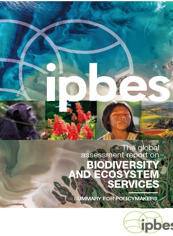 ipbes
The global
assessment report on
BIODIVERSITY
AND ECOSYSTEM
SERVICES
SUMMARY FOR POLICYMAKERS
ipbes